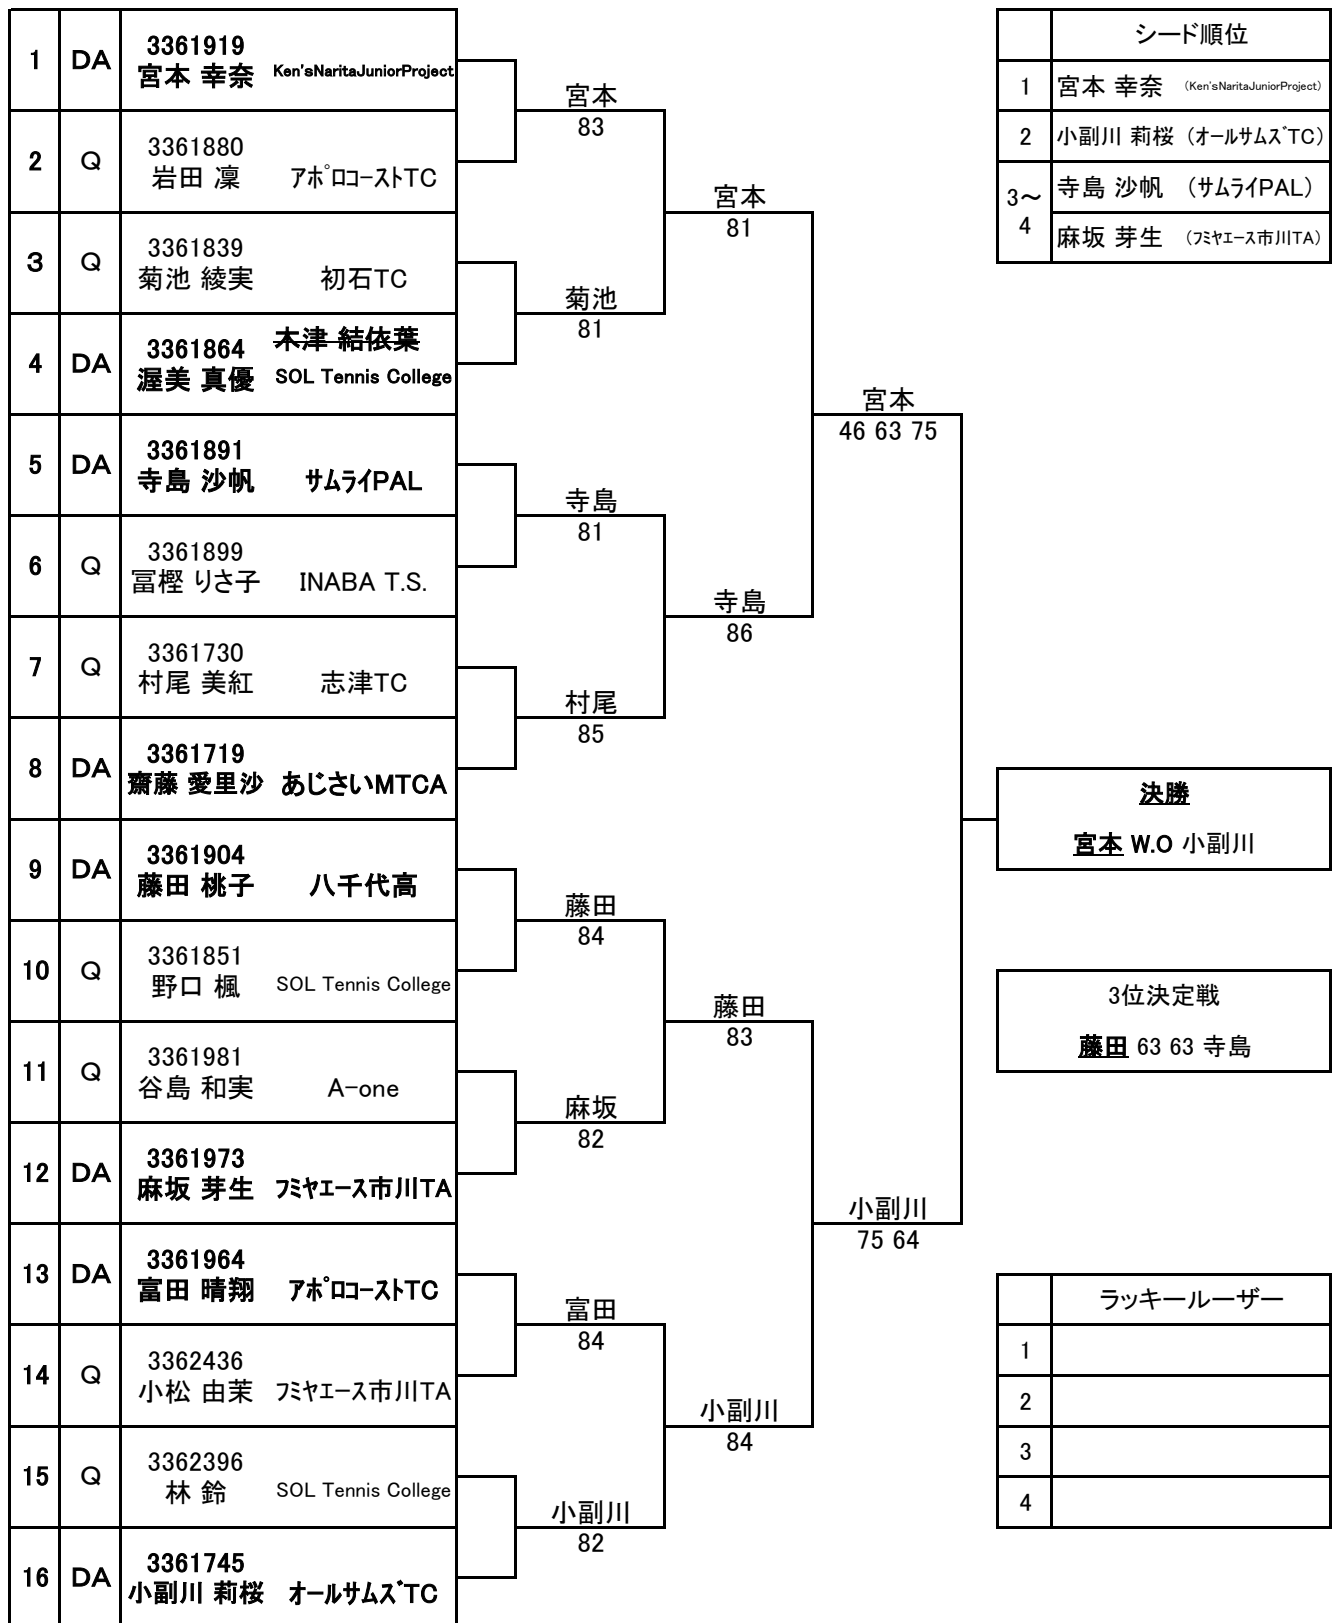 1 DA 3361919
宮本 幸奈 Ken'sNaritaJuniorProject
2 Q 3361880
岩田 凜 アポロコーストTC
3 Q 3361839
菊池 綾実 初石TC
4 DA 3361864 木津 結依葉
渥美 真優 SOL Tennis College
5 DA 3361891
寺島 沙帆 サムライPAL
6 Q 3361899
冨樫 りさ子 INABA T.S.
7 Q 3361730
村尾 美紅 志津TC
8 DA 3361719
齋藤 愛里沙 あじさいMTCA
9 DA 3361904
藤田 桃子 八千代高
10 Q 3361851
野口 楓 SOL Tennis College
11 Q 3361981
谷島 和実 A-one
12 DA 3361973
麻坂 芽生 フミヤエース市川TA
13 DA 3361964
富田 晴翔 アポロコーストTC
14 Q 3362436
小松 由茉 フミヤエース市川TA
15 Q 3362396
林 鈴 SOL Tennis College
16 DA 3361745
小副川 莉桜 オールサムズTC
宮本
83
菊池
81
寺島
81
村尾
85
藤田
84
麻坂
82
富田
84
小副川
82
宮本
81
寺島
86
藤田
83
小副川
84
宮本
46 63 75
小副川
75 64
シード順位
1 宮本 幸奈 (Ken'sNaritaJuniorProject)
2 小副川 莉桜 (オールサムズTC)
3~4 寺島 沙帆 (サムライPAL)
麻坂 芽生 (フミヤエース市川TA)
決勝
宮本 W.O 小副川
3位決定戦
藤田 63 63 寺島
ラッキールーザー
1
2
3
4